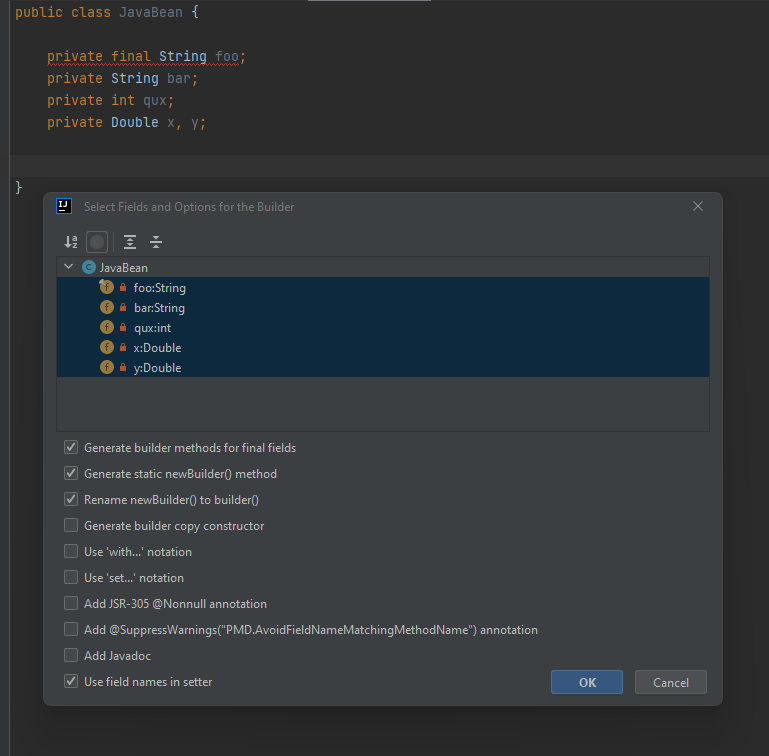 public class JavaBean {
private final String foo;
private String bar;
private int qux;
private Double x, y;
}
IJ Select Fields and Options for the Builder
JavaBean
foo:String
bar:String
qux:int
x:Double
y:Double
Generate builder methods for final fields
Generate static newBuilder() method
Rename newBuilder() to builder()
Generate builder copy constructor
Use 'with...' notation
Use 'set...' notation
Add JSR-305 @Nonnull annotation
Add @SuppressWarnings("PMD.AvoidFieldNameMatchingMethodName") annotation
Add Javadoc
Use field names in setter
OK Cancel